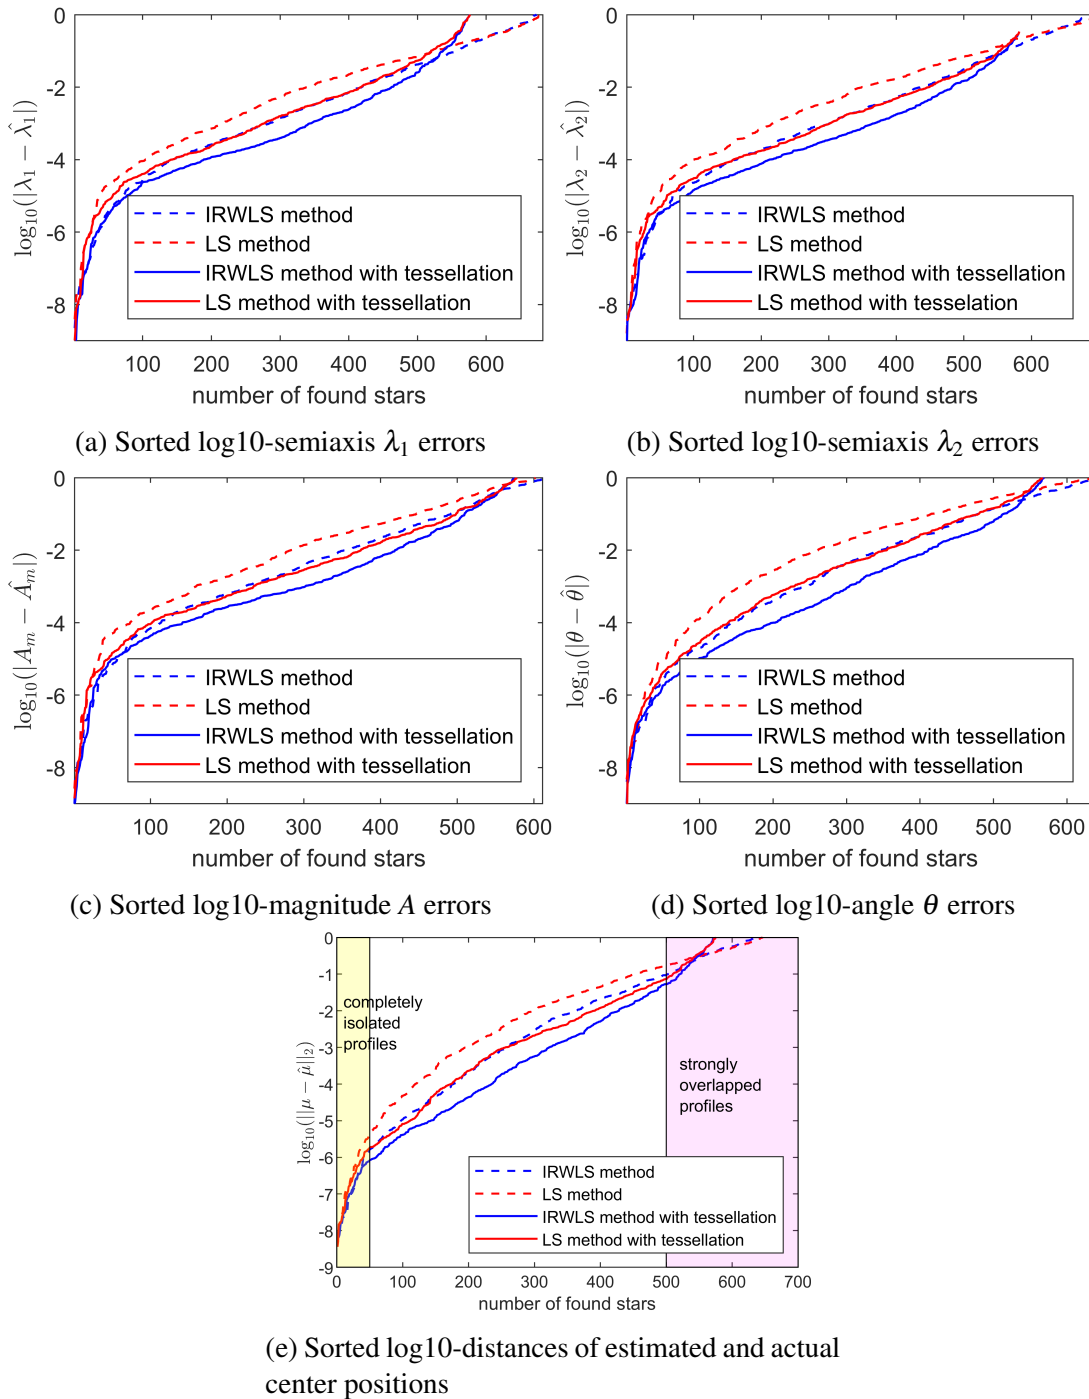 0
-2
-4
-6
-8
log₁₀(|λ₁ − λ̂₁|)
IRWLS method
LS method
IRWLS method with tessellation
LS method with tessellation
100 200 300 400 500 600
number of found stars
(a) Sorted log10-semiaxis λ̂₁ errors
0
-2
-4
-6
-8
log₁₀(|λ₂ − λ̂₂|)
IRWLS method
LS method
IRWLS method with tessellation
LS method with tessellation
100 200 300 400 500 600
number of found stars
(b) Sorted log10-semiaxis λ̂₂ errors
0
-2
-4
-6
-8
log₁₀(|A_m − Â_m|)
IRWLS method
LS method
IRWLS method with tessellation
LS method with tessellation
100 200 300 400 500 600
number of found stars
(c) Sorted log10-magnitude A errors
0
-2
-4
-6
-8
log₁₀(|θ − θ̂|)
IRWLS method
LS method
IRWLS method with tessellation
LS method with tessellation
100 200 300 400 500 600
number of found stars
(d) Sorted log10-angle θ errors
0
-1
-2
-3
-4
-5
-6
-7
-8
-9
log₁₀(||μ − μ̂||₂)
completely
isolated
profiles
strongly
overlapped
profiles
IRWLS method
LS method
IRWLS method with tessellation
LS method with tessellation
0 100 200 300 400 500 600 700
number of found stars
(e) Sorted log10-distances of estimated and actual
center positions